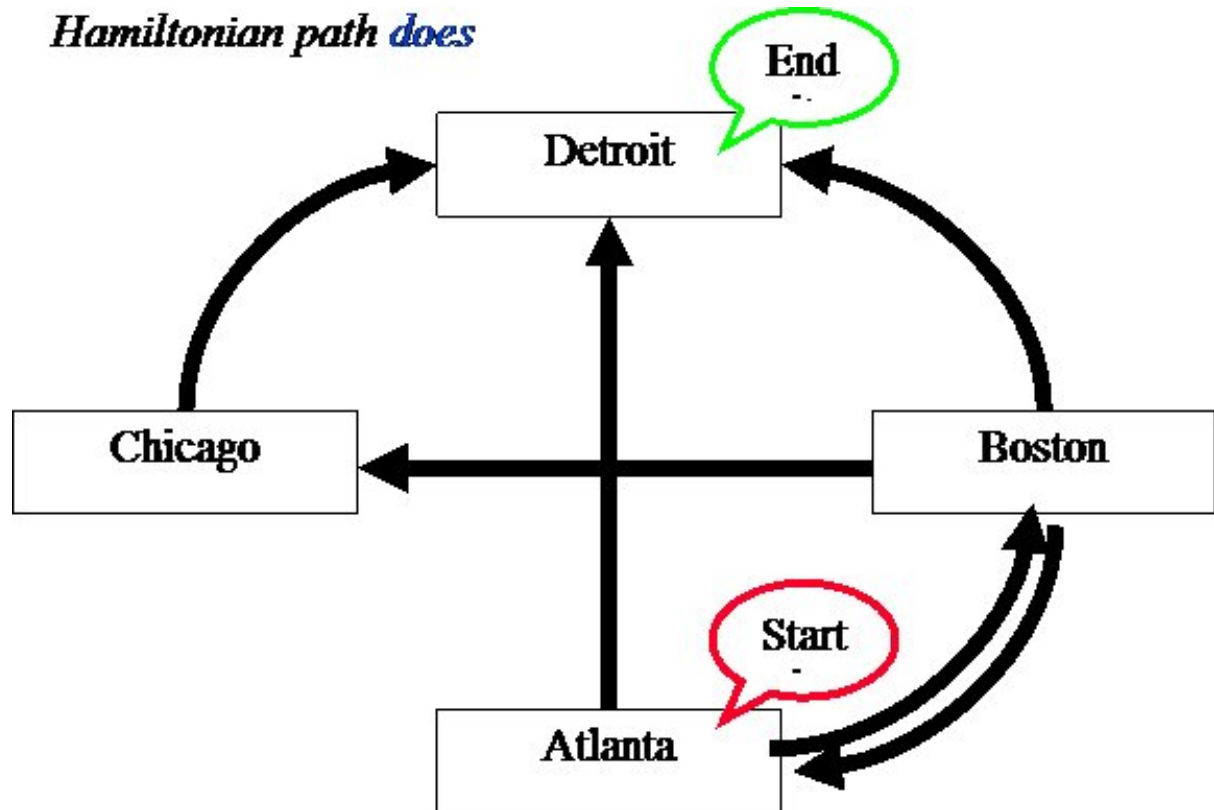 Hamiltonian path does
End
Detroit
Chicago
Boston
Start
Atlanta